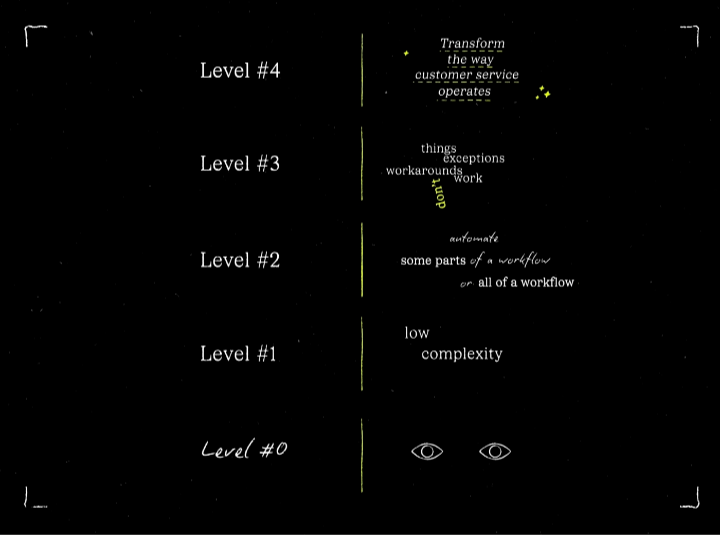 Level #4
Transform
the way
customer service
operates
Level #3
things
exceptions
workarounds
work
don't
Level #2
automate
some parts of a workflow
or all of a workflow
Level #1
low
complexity
Level #0